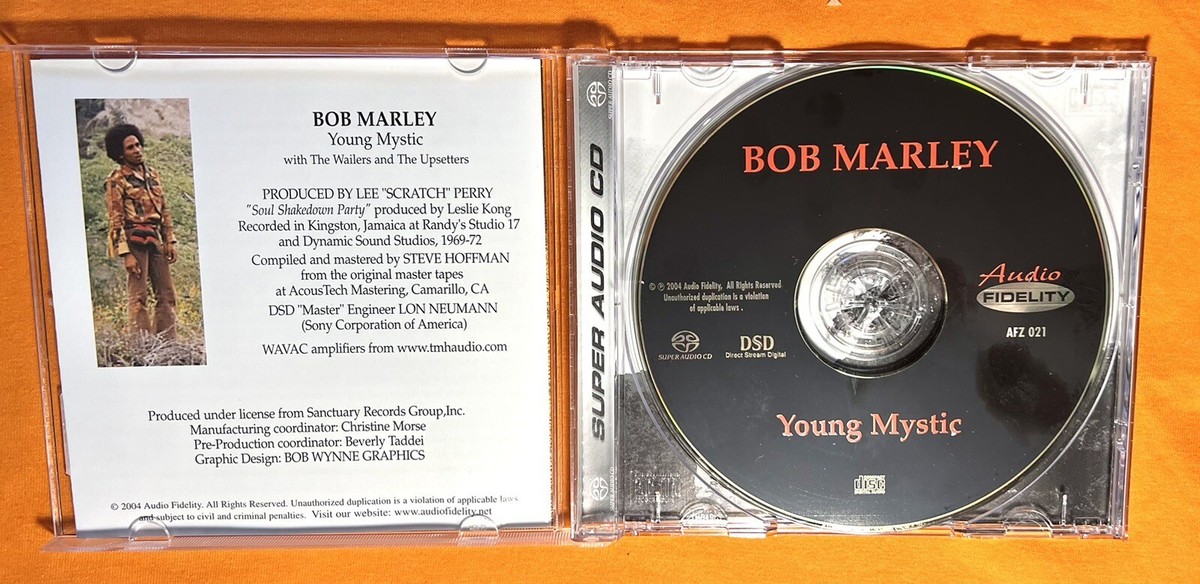 BOB MARLEY
Young Mystic
with The Wailers and The Upsetters
PRODUCED BY LEE "SCRATCH" PERRY
"Soul Shakedown Party" produced by Leslie Kong
Recorded in Kingston, Jamaica at Randy's Studio 17
and Dynamic Sound Studios, 1969-72
Compiled and mastered by STEVE HOFFMAN
from the original master tapes
at AcousTech Mastering, Camarillo, CA
DSD "Master" Engineer LON NEUMANN
(Sony Corporation of America)
WAVAC amplifiers from www.tmhaudio.com
Produced under license from Sanctuary Records Group,Inc.
Manufacturing coordinator: Christine Morse
Pre-Production coordinator: Beverly Taddei
Graphic Design: BOB WYNNE GRAPHICS
© 2004 Audio Fidelity. All Rights Reserved. Unauthorized duplication is a violation of applicable laws
and subject to civil and criminal penalties. Visit our website: www.audiofidelity.net
SUPER AUDIO CD
SUPER AUDIO CD
BOB MARLEY
© ℗ 2004 Audio Fidelity, All Rights Reserved
Unauthorized duplication is a violation
of applicable laws .
SUPER AUDIO CD
DSD
Direct Stream Digital
Audio
FIDELITY
AFZ 021
Young Mystic
COMPACT
disc